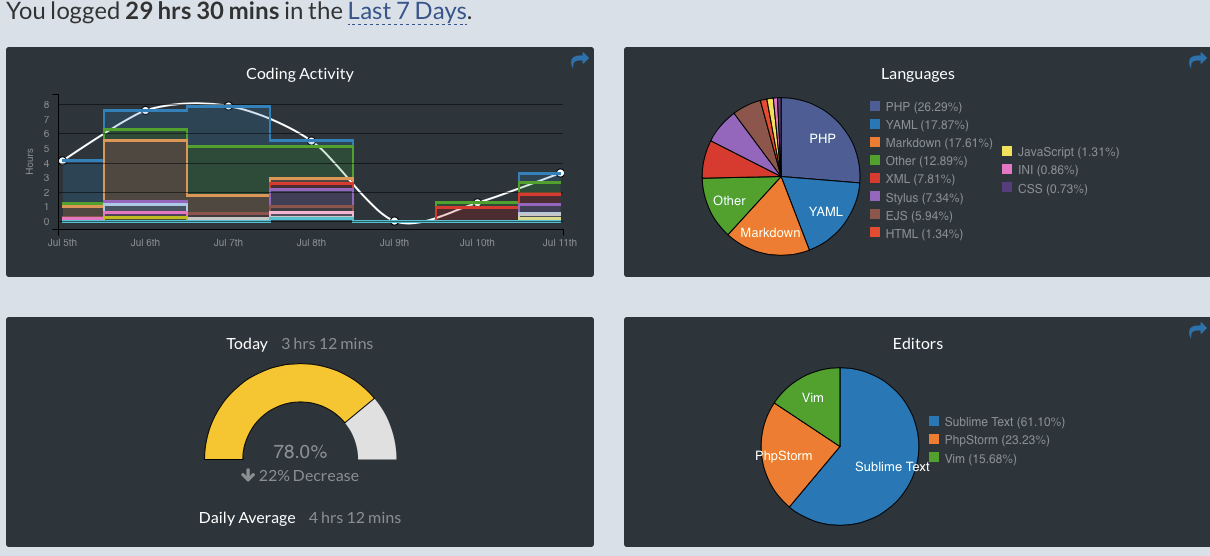 You logged 29 hrs 30 mins in the Last 7 Days.
Coding Activity
Hours
8
7
6
5
4
3
2
1
0
Jul 5th
Jul 6th
Jul 7th
Jul 8th
Jul 9th
Jul 10th
Jul 11th
Languages
PHP
YAML
Markdown
Other
PHP (26.29%)
YAML (17.87%)
Markdown (17.61%)
Other (12.89%)
XML (7.81%)
Stylus (7.34%)
EJS (5.94%)
HTML (1.34%)
JavaScript (1.31%)
INI (0.86%)
CSS (0.73%)
Today 3 hrs 12 mins
78.0%
22% Decrease
Daily Average 4 hrs 12 mins
Editors
Vim
PhpStorm
Sublime Text
Sublime Text (61.10%)
PhpStorm (23.23%)
Vim (15.68%)